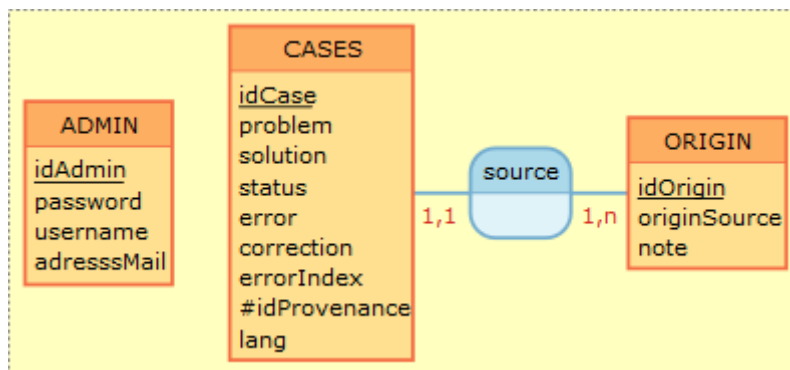 ADMIN
idAdmin
password
username
adresssMail
CASES
idCase
problem
solution
status
error
correction
errorIndex
#idProvenance
lang
1,1
source
1,n
ORIGIN
idOrigin
originSource
note